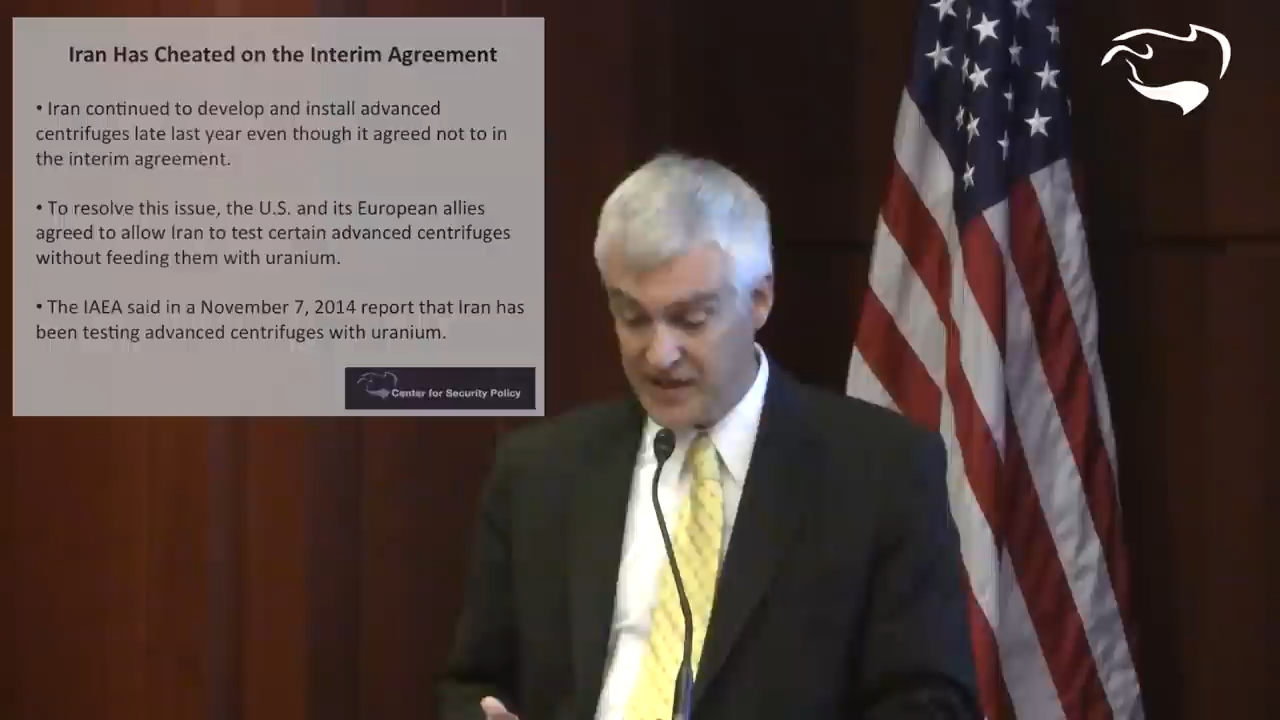 Iran Has Cheated on the Interim Agreement
• Iran continued to develop and install advanced
centrifuges late last year even though it agreed not to in
the interim agreement.
• To resolve this issue, the U.S. and its European allies
agreed to allow Iran to test certain advanced centrifuges
without feeding them with uranium.
• The IAEA said in a November 7, 2014 report that Iran has
been testing advanced centrifuges with uranium.
Center for Security Policy